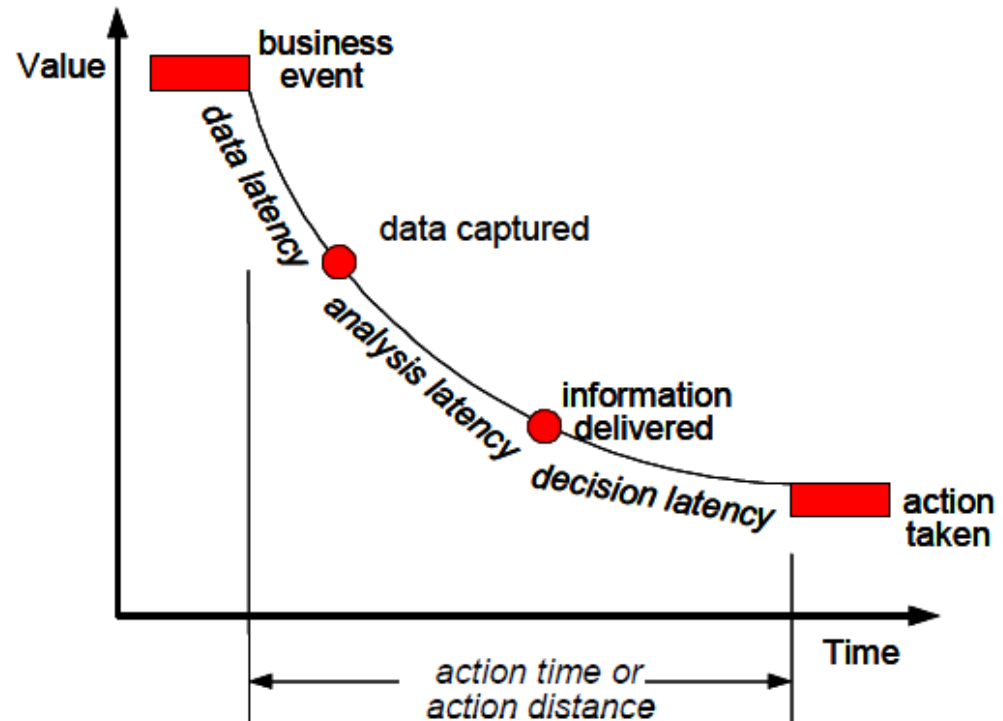 Value
business
event
data latency
data captured
analysis latency
information
delivered
decision latency
action
taken
Time
action time or
action distance